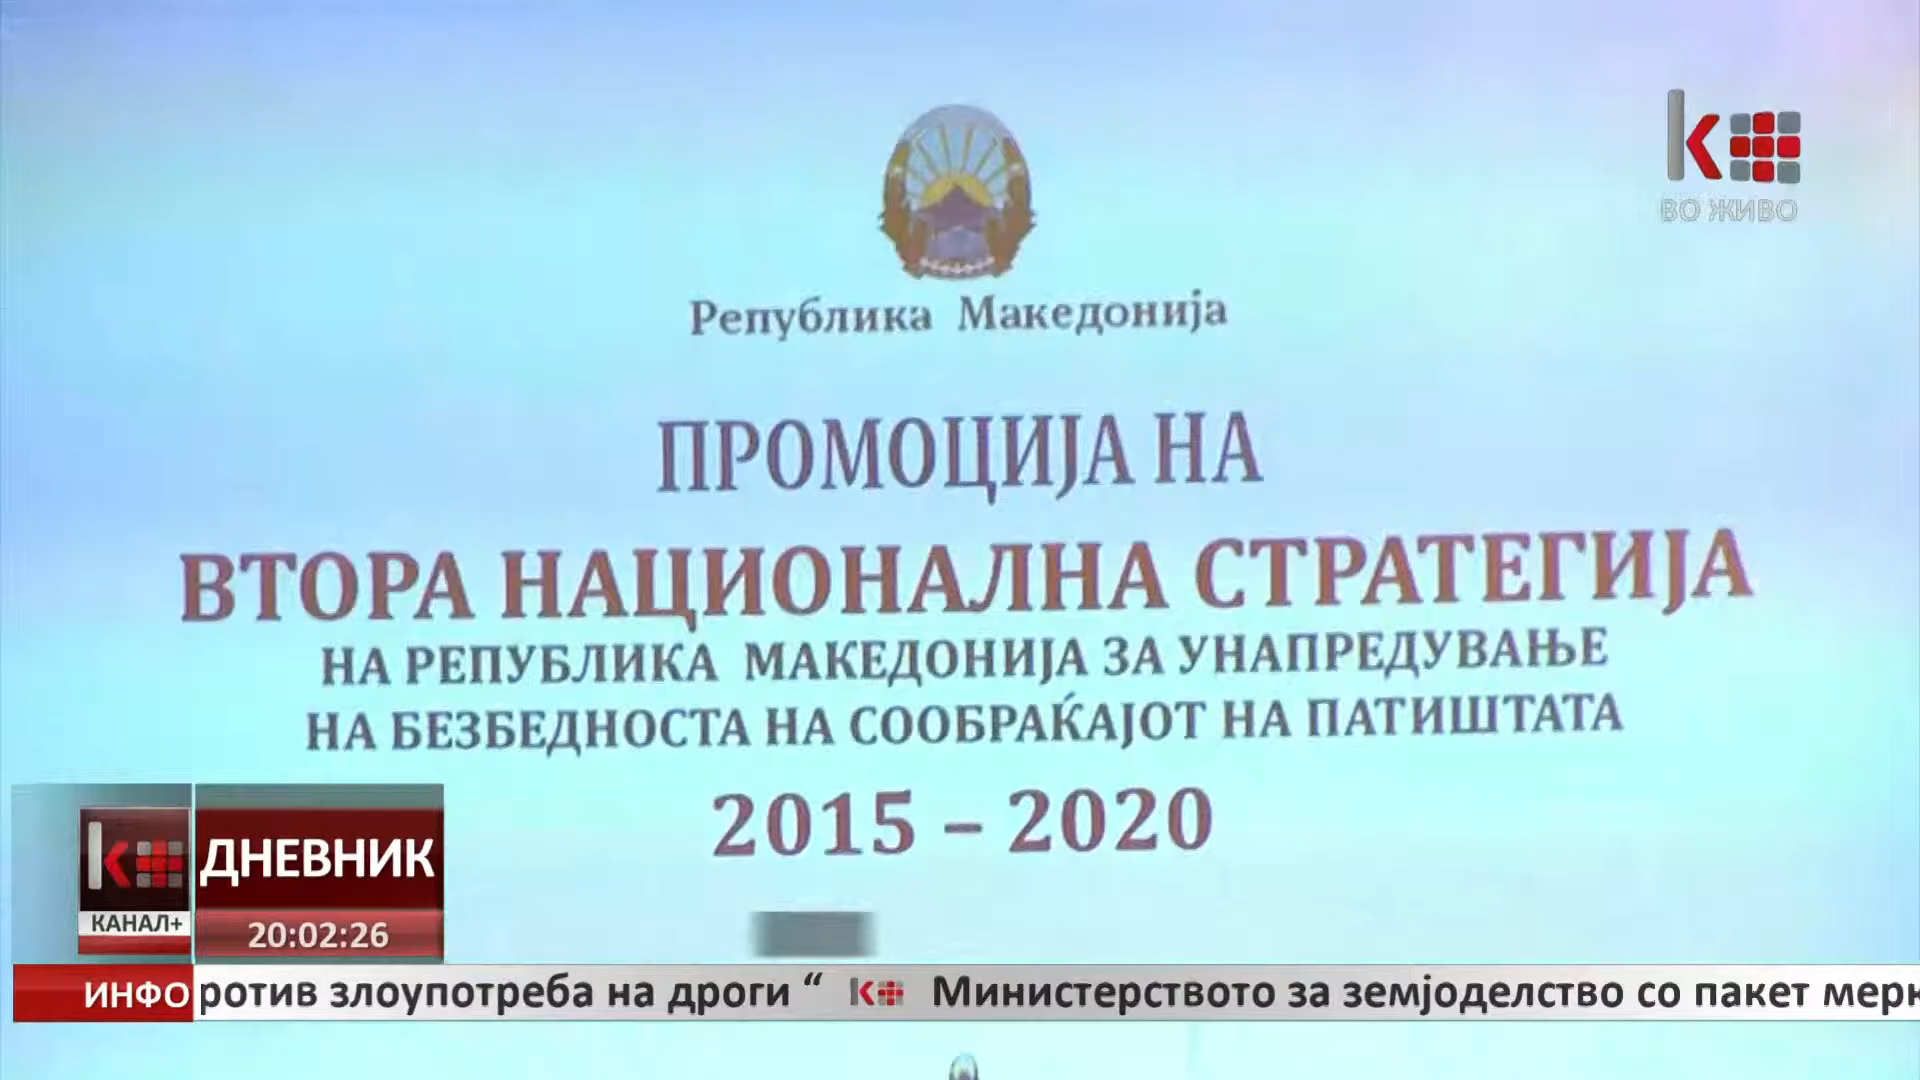 ВО ЖИВО
Република Македонија
ПРОМОЦИЈА НА
ВТОРА НАЦИОНАЛНА СТРАТЕГИЈА
НА РЕПУБЛИКА МАКЕДОНИЈА ЗА УНАПРЕДУВАЊЕ
НА БЕЗБЕДНОСТА НА СООБРАЌАЈОТ НА ПАТИШТАТА
2015 – 2020
ДНЕВНИК
КАНАЛ+
20:02:26
ИНФО ротив злоупотреба на дроги “ К Министерството за земјоделство со пакет мерк